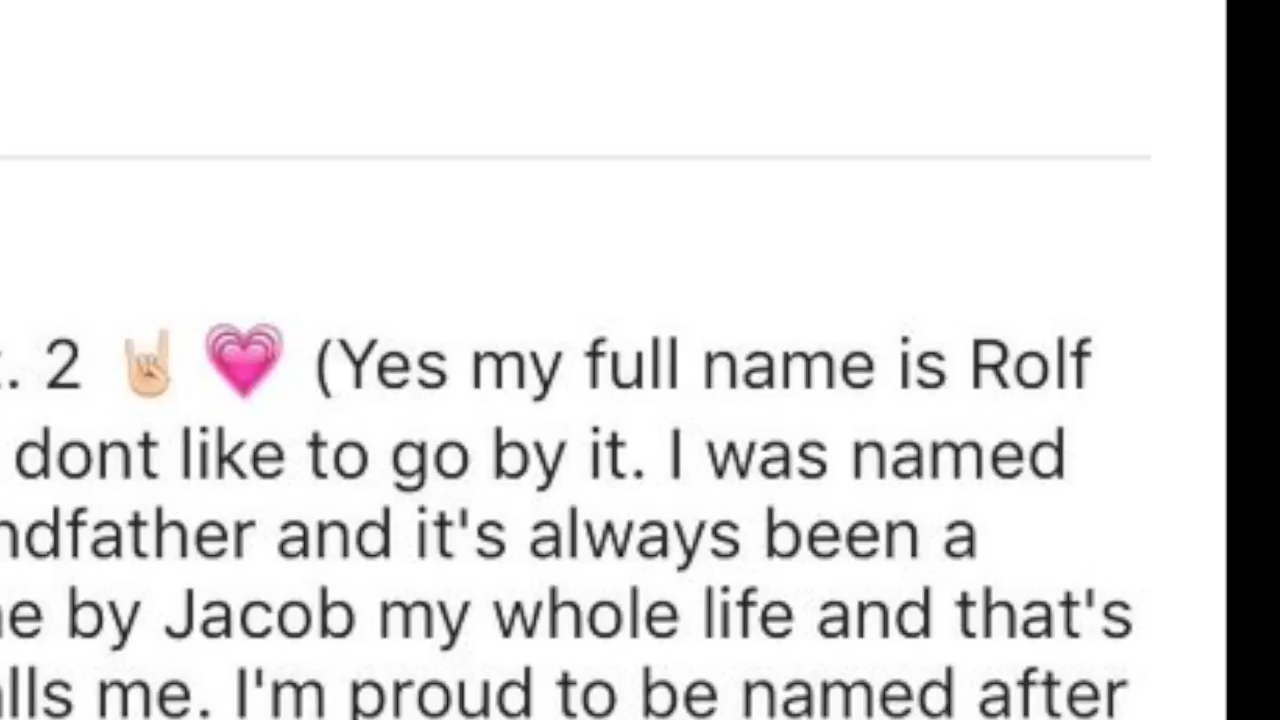 . 2 🤘🏻 💗 (Yes my full name is Rolf
dont like to go by it. I was named
ndfather and it's always been a
e by Jacob my whole life and that's
lls me. I'm proud to be named after